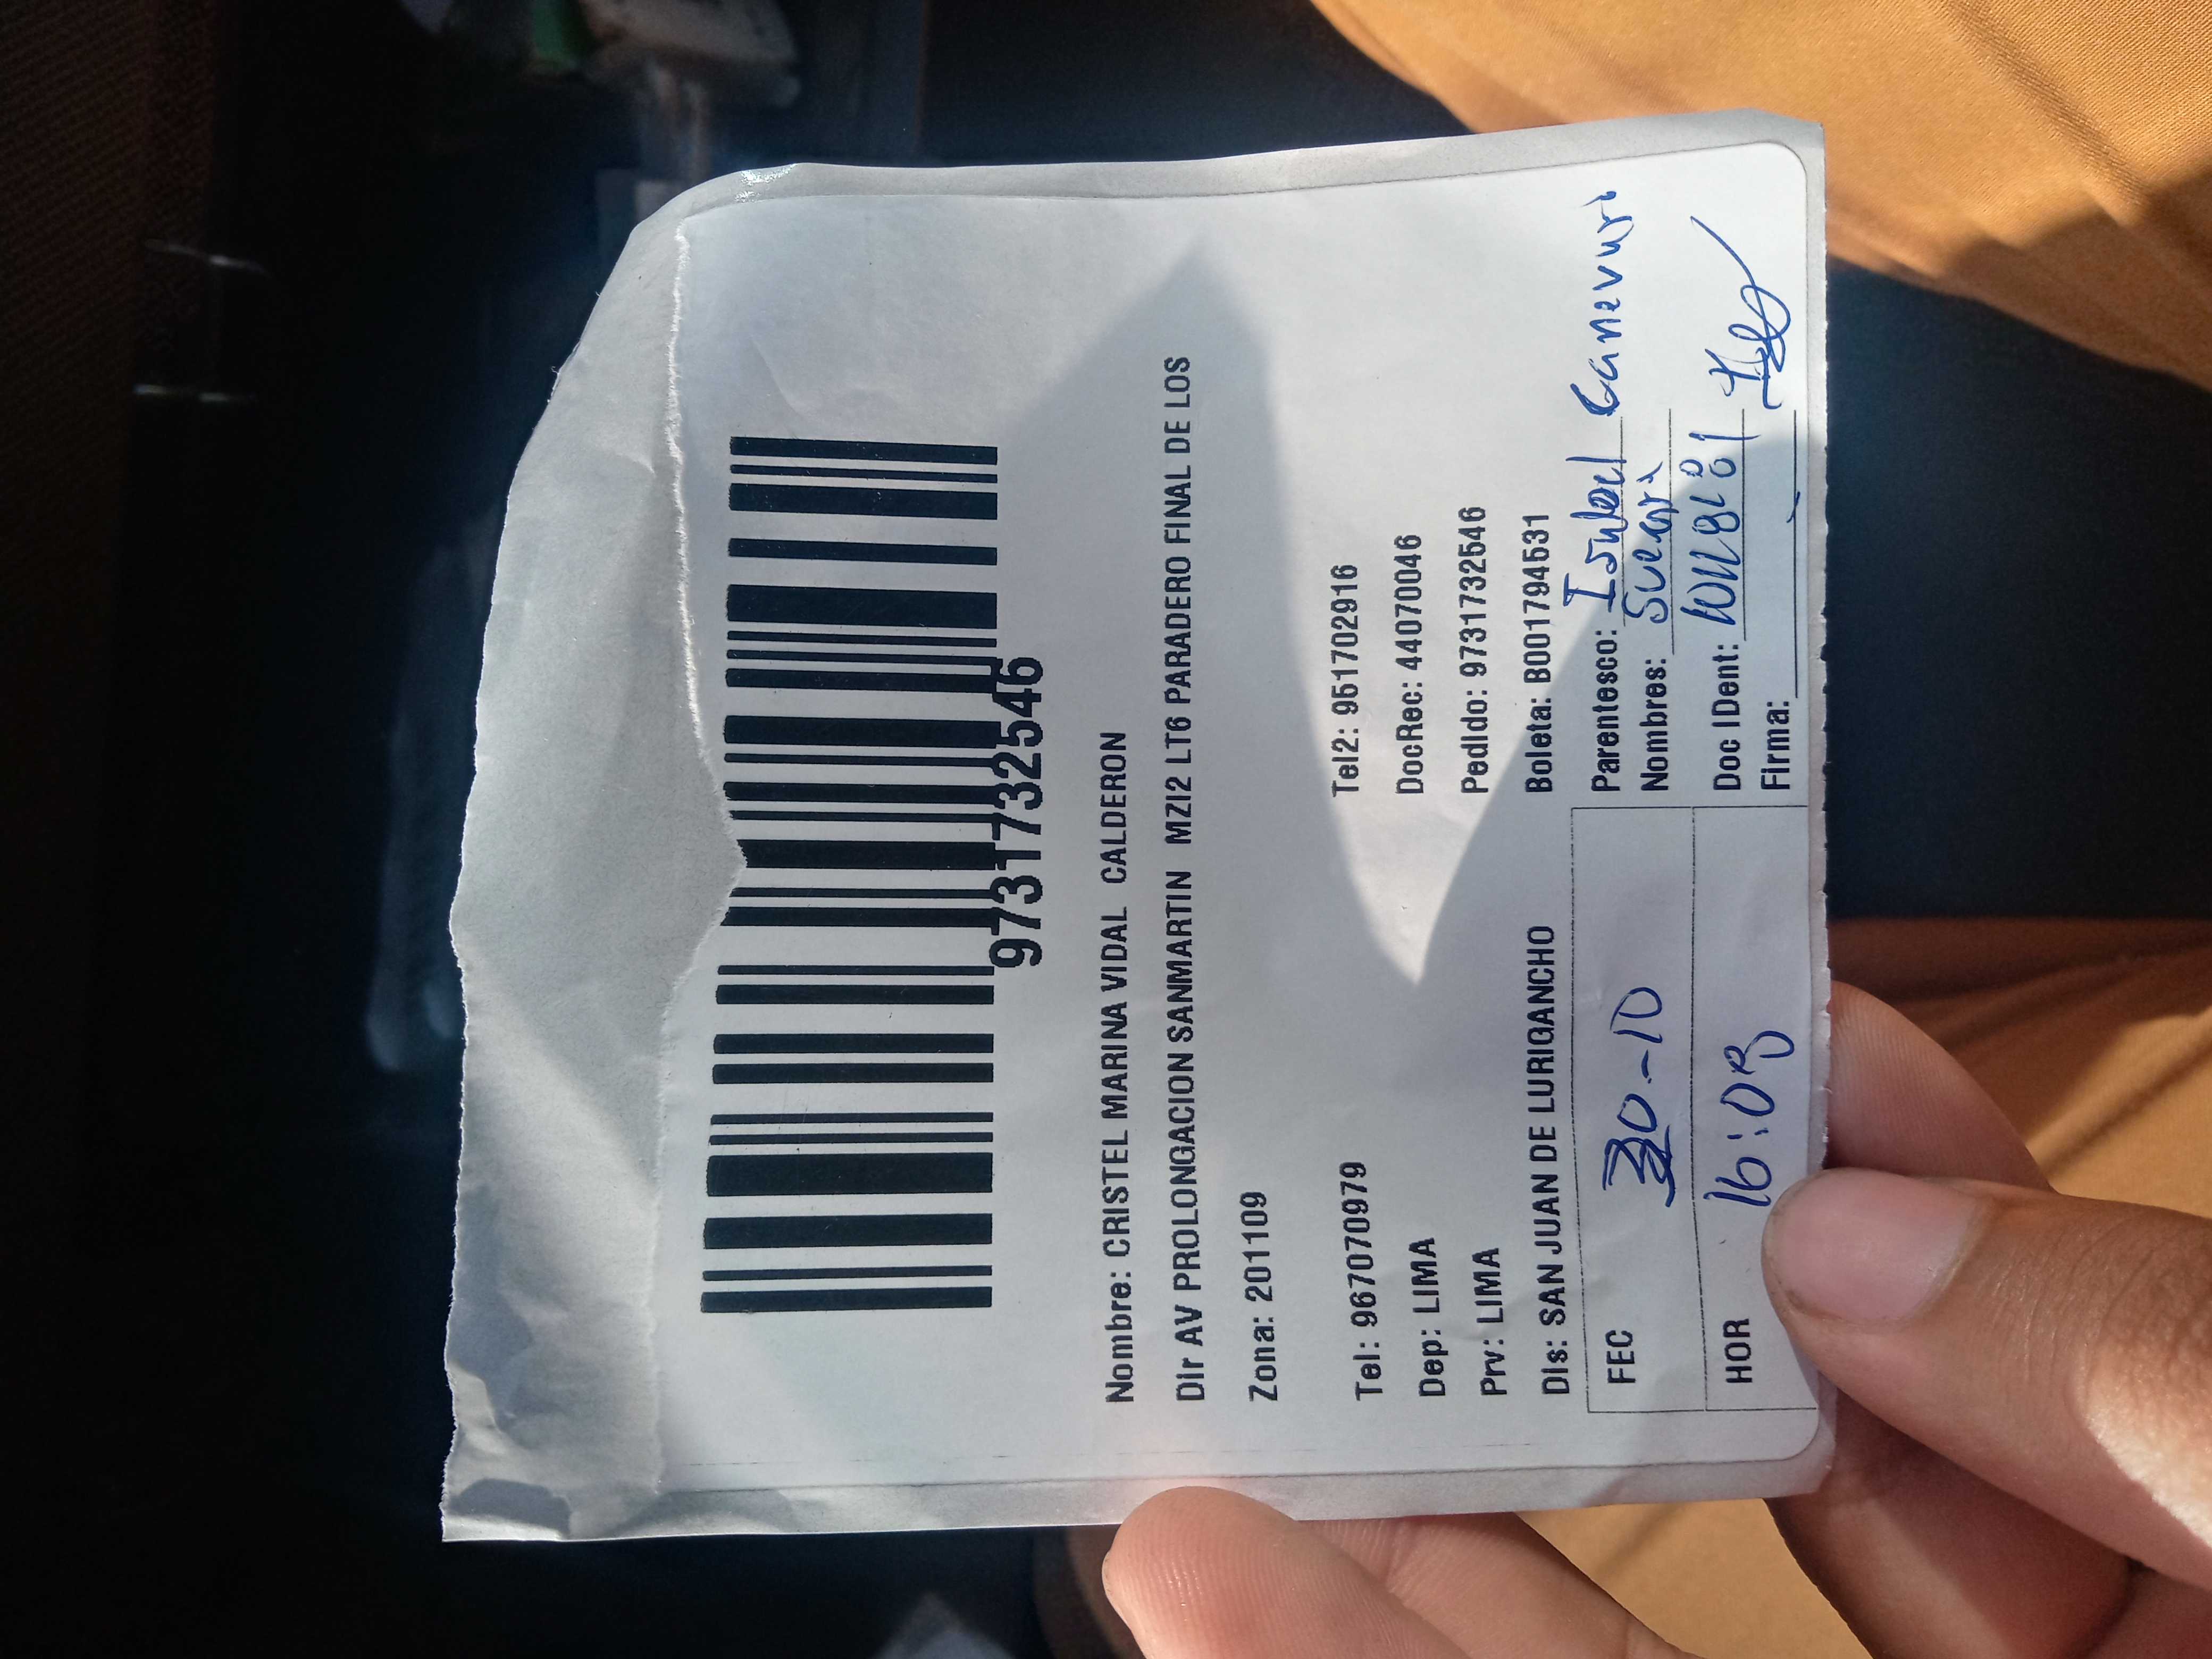 9731732546
Nombre: CRISTEL MARINA VIDAL CALDERON
Dir AV PROLONGACION SANMARTIN MZI2 LT6 PARADERO FINAL DE LOS
Zona: 201109
Tel: 967070979 Tel2: 951702916
Dep: LIMA DocRec: 44070046
Prv: LIMA Pedido: 9731732546
Dis: SAN JUAN DE LURIGANCHO Boleta: B001794531
FEC 30-10 Parentesco: Isabel
Nombres: Suegra
HOR 16:03 Doc IDent:
Firma: